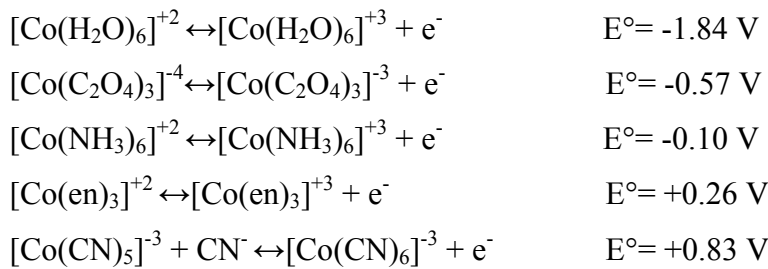 [Co(H₂O)₆]⁺² ↔ [Co(H₂O)₆]⁺³ + e⁻ E°= -1.84 V
[Co(C₂O₄)₃]⁻⁴ ↔ [Co(C₂O₄)₃]⁻³ + e⁻ E°= -0.57 V
[Co(NH₃)₆]⁺² ↔ [Co(NH₃)₆]⁺³ + e⁻ E°= -0.10 V
[Co(en)₃]⁺² ↔ [Co(en)₃]⁺³ + e⁻ E°= +0.26 V
[Co(CN)₅]⁻³ + CN⁻ ↔ [Co(CN)₆]⁻³ + e⁻ E°= +0.83 V